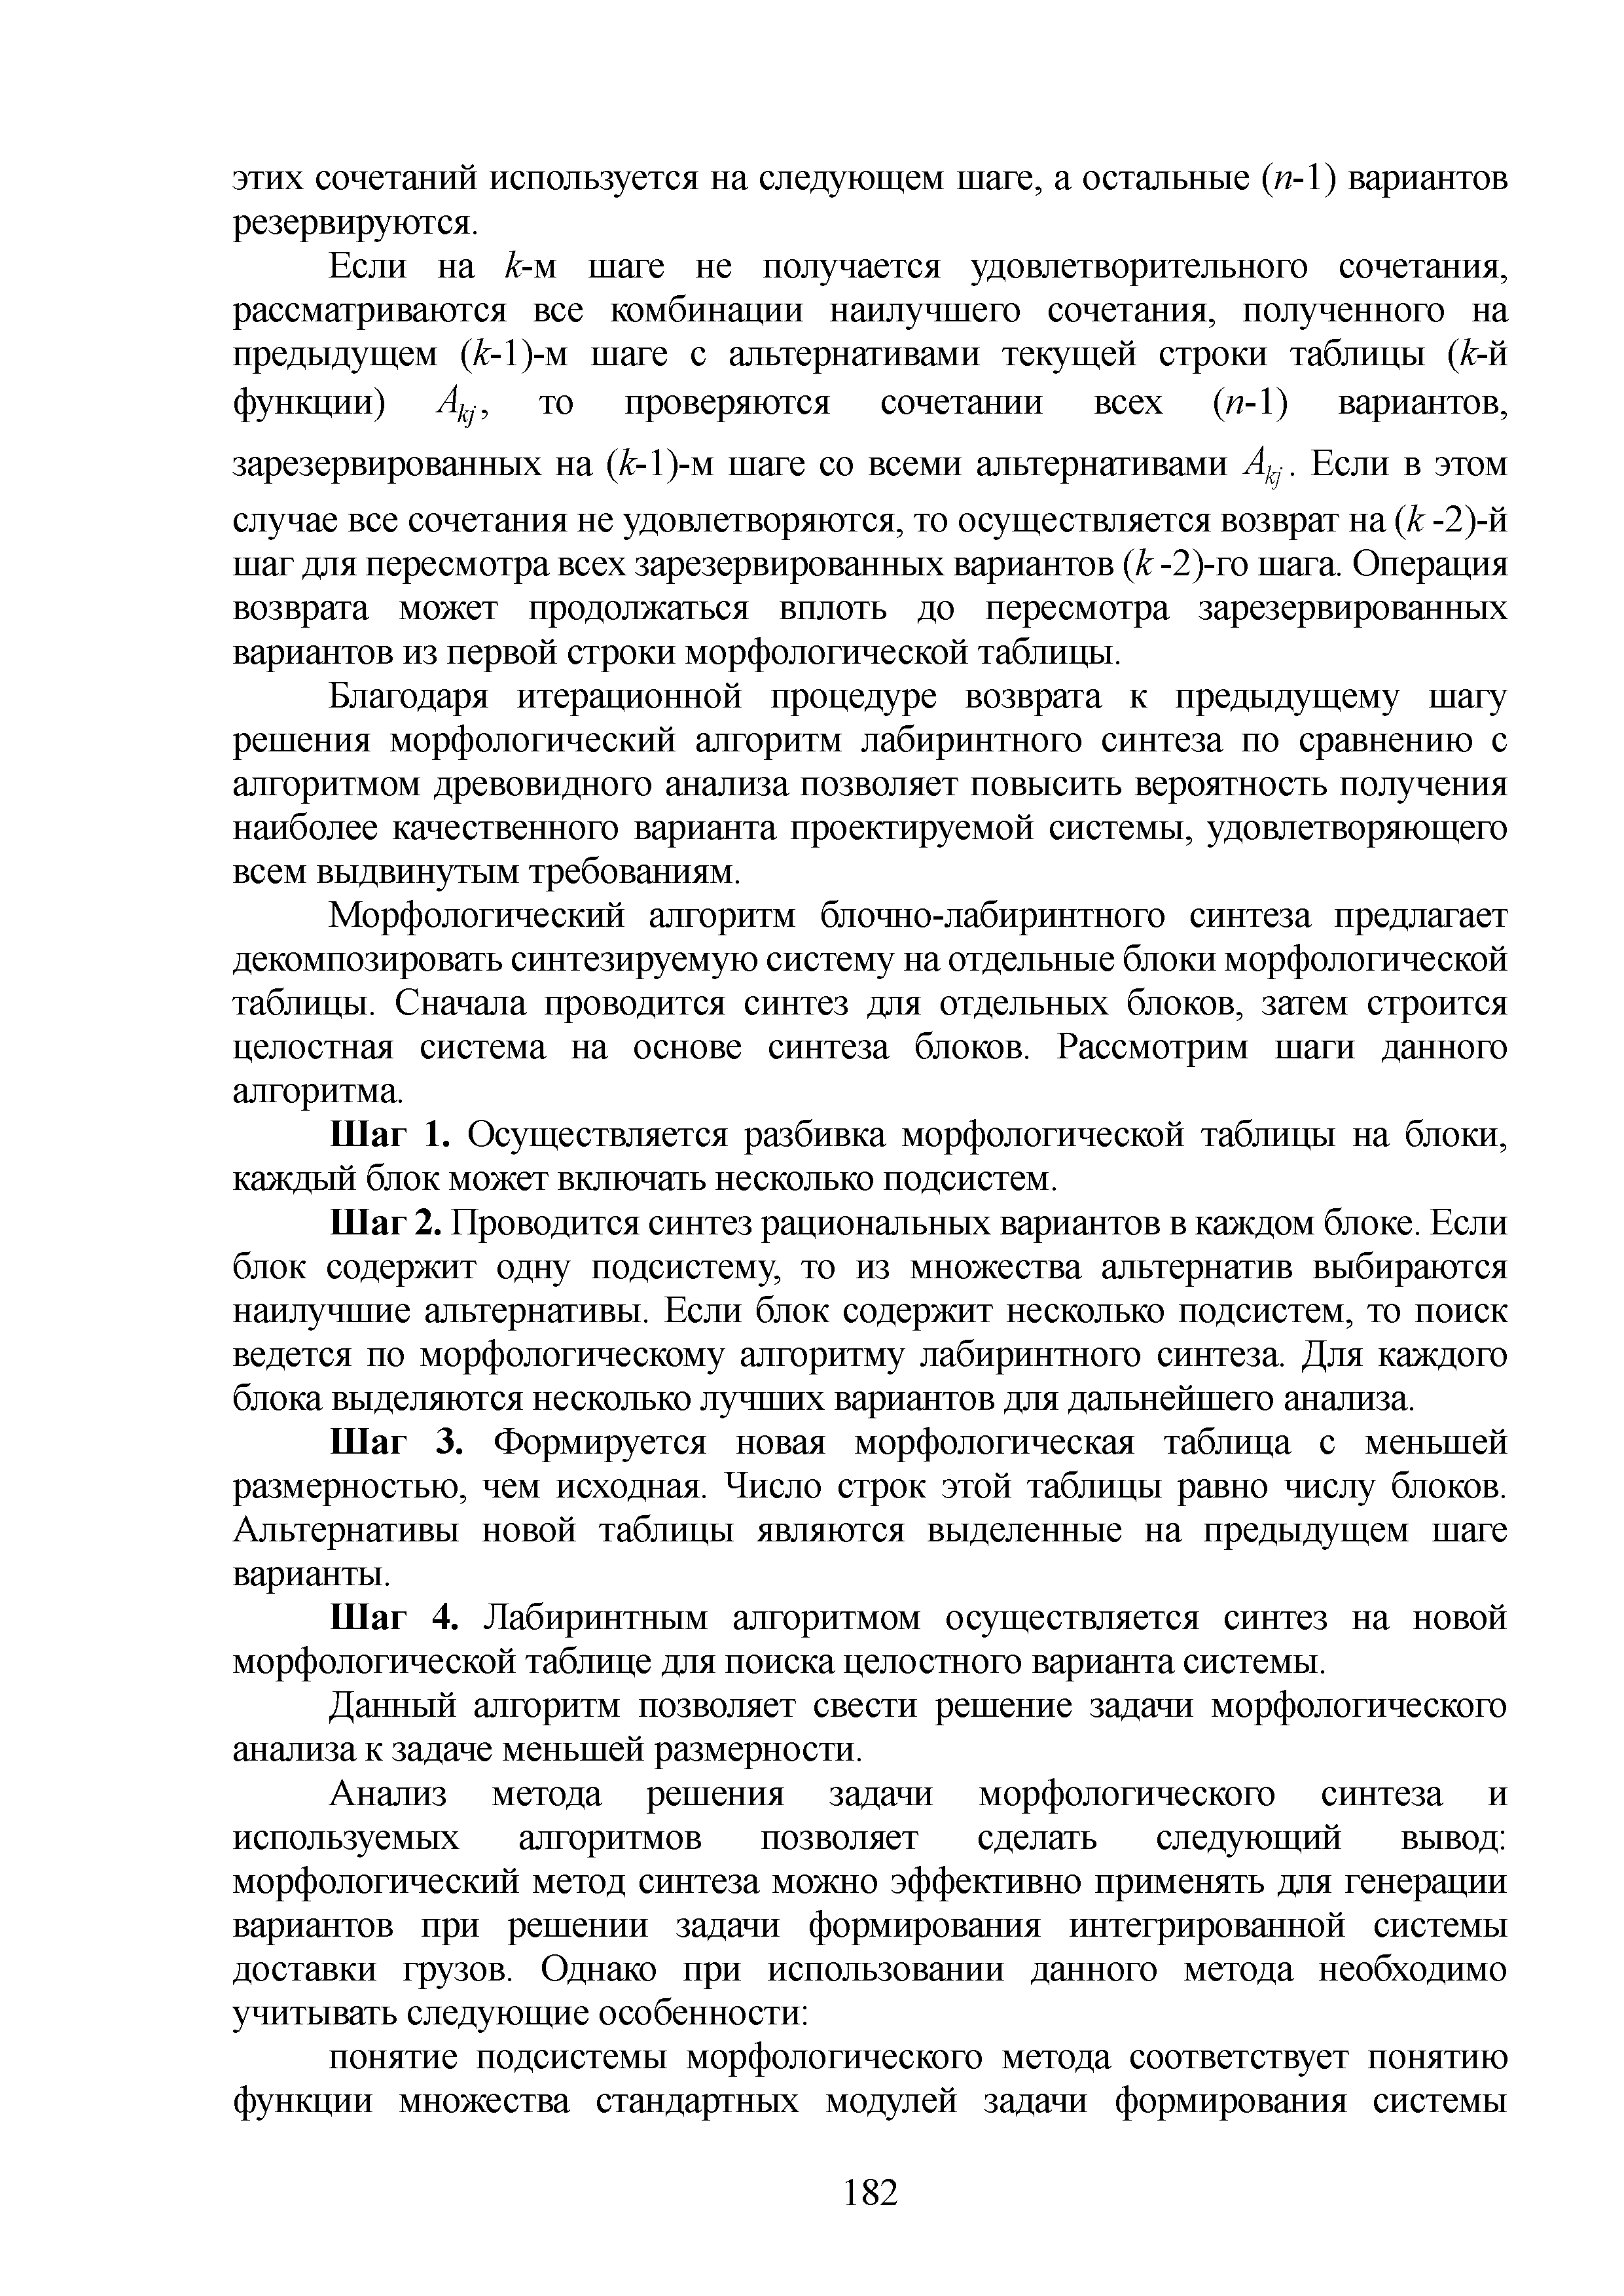 этих сочетаний используется на следующем шаге, а остальные (n-1) вариантов
резервируются.
Если на k-м шаге не получается удовлетворительного сочетания,
рассматриваются все комбинации наилучшего сочетания, полученного на
предыдущем (k-1)-м шаге с альтернативами текущей строки таблицы (k-й
функции) Akj, то проверяются сочетании всех (n-1) вариантов,
зарезервированных на (k-1)-м шаге со всеми альтернативами Akj. Если в этом
случае все сочетания не удовлетворяются, то осуществляется возврат на (k -2)-й
шаг для пересмотра всех зарезервированных вариантов (k -2)-го шага. Операция
возврата может продолжаться вплоть до пересмотра зарезервированных
вариантов из первой строки морфологической таблицы.
Благодаря итерационной процедуре возврата к предыдущему шагу
решения морфологический алгоритм лабиринтного синтеза по сравнению с
алгоритмом древовидного анализа позволяет повысить вероятность получения
наиболее качественного варианта проектируемой системы, удовлетворяющего
всем выдвинутым требованиям.
Морфологический алгоритм блочно-лабиринтного синтеза предлагает
декомпозировать синтезируемую систему на отдельные блоки морфологической
таблицы. Сначала проводится синтез для отдельных блоков, затем строится
целостная система на основе синтеза блоков. Рассмотрим шаги данного
алгоритма.
Шаг 1. Осуществляется разбивка морфологической таблицы на блоки,
каждый блок может включать несколько подсистем.
Шаг 2. Проводится синтез рациональных вариантов в каждом блоке. Если
блок содержит одну подсистему, то из множества альтернатив выбираются
наилучшие альтернативы. Если блок содержит несколько подсистем, то поиск
ведется по морфологическому алгоритму лабиринтного синтеза. Для каждого
блока выделяются несколько лучших вариантов для дальнейшего анализа.
Шаг 3. Формируется новая морфологическая таблица с меньшей
размерностью, чем исходная. Число строк этой таблицы равно числу блоков.
Альтернативы новой таблицы являются выделенные на предыдущем шаге
варианты.
Шаг 4. Лабиринтным алгоритмом осуществляется синтез на новой
морфологической таблице для поиска целостного варианта системы.
Данный алгоритм позволяет свести решение задачи морфологического
анализа к задаче меньшей размерности.
Анализ метода решения задачи морфологического синтеза и
используемых алгоритмов позволяет сделать следующий вывод:
морфологический метод синтеза можно эффективно применять для генерации
вариантов при решении задачи формирования интегрированной системы
доставки грузов. Однако при использовании данного метода необходимо
учитывать следующие особенности:
понятие подсистемы морфологического метода соответствует понятию
функции множества стандартных модулей задачи формирования системы
182